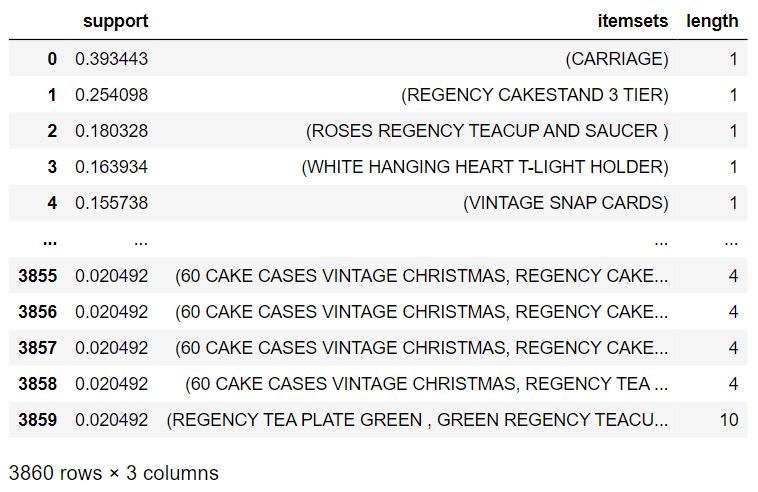 support itemsets length
0 0.393443 (CARRIAGE) 1
1 0.254098 (REGENCY CAKESTAND 3 TIER) 1
2 0.180328 (ROSES REGENCY TEACUP AND SAUCER ) 1
3 0.163934 (WHITE HANGING HEART T-LIGHT HOLDER) 1
4 0.155738 (VINTAGE SNAP CARDS) 1
... ... ... ...
3855 0.020492 (60 CAKE CASES VINTAGE CHRISTMAS, REGENCY CAKE... 4
3856 0.020492 (60 CAKE CASES VINTAGE CHRISTMAS, REGENCY CAKE... 4
3857 0.020492 (60 CAKE CASES VINTAGE CHRISTMAS, REGENCY CAKE... 4
3858 0.020492 (60 CAKE CASES VINTAGE CHRISTMAS, REGENCY TEA ... 4
3859 0.020492 (REGENCY TEA PLATE GREEN , GREEN REGENCY TEACU... 10
3860 rows × 3 columns